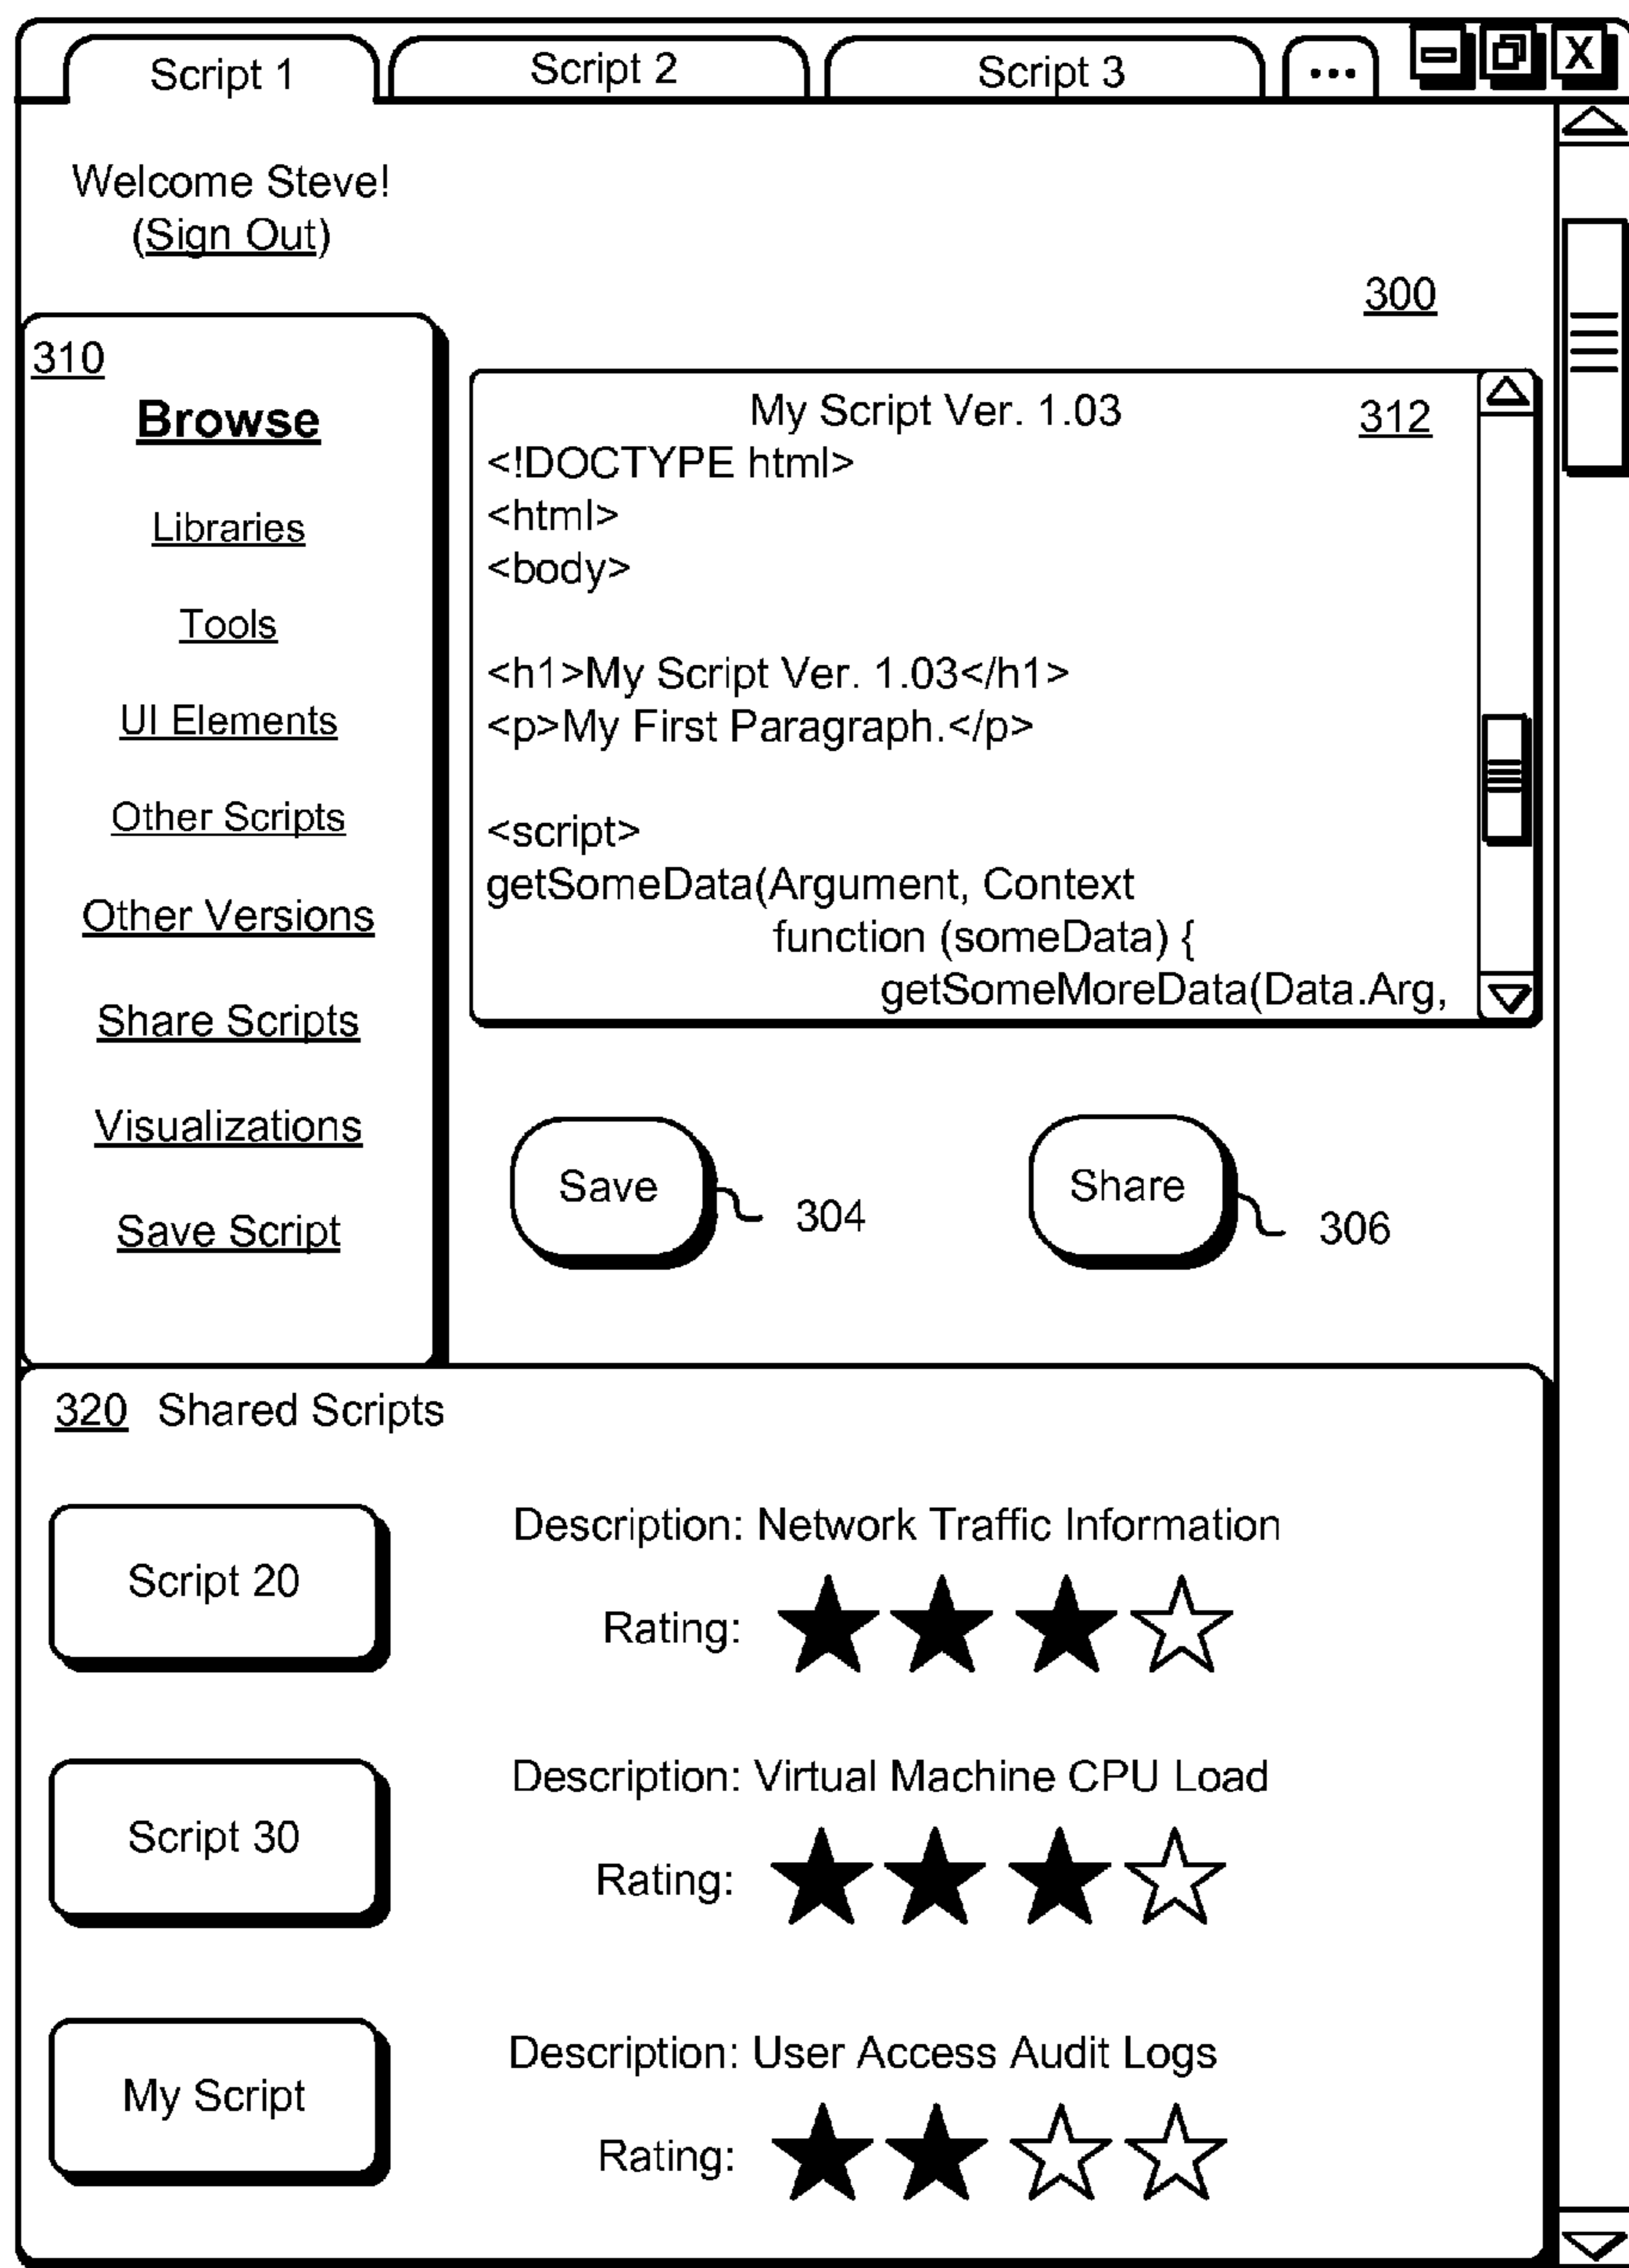 Script 1
Script 2
Script 3
...
X
Welcome Steve!
(Sign Out)
300
310
Browse
Libraries
Tools
UI Elements
Other Scripts
Other Versions
Share Scripts
Visualizations
Save Script
My Script Ver. 1.03
312
<!DOCTYPE html>
<html>
<body>
<h1>My Script Ver. 1.03</h1>
<p>My First Paragraph.</p>
<script>
getSomeData(Argument, Context
function (someData) {
getSomeMoreData(Data.Arg,
Save
304
Share
306
320 Shared Scripts
Script 20
Description: Network Traffic Information
Rating:
Script 30
Description: Virtual Machine CPU Load
Rating:
My Script
Description: User Access Audit Logs
Rating: